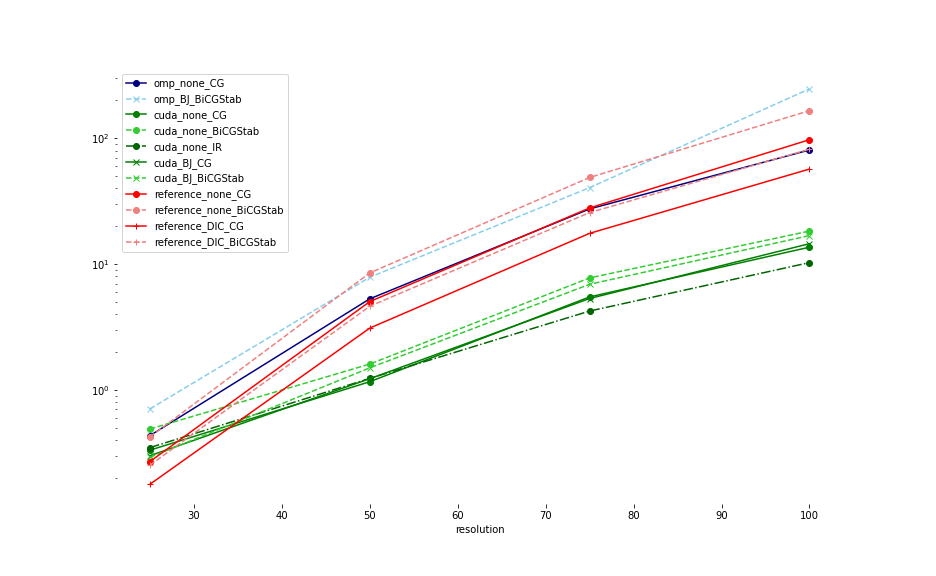 omp_none_CG
omp_BJ_BiCGStab
cuda_none_CG
cuda_none_BiCGStab
cuda_none_IR
cuda_BJ_CG
cuda_BJ_BiCGStab
reference_none_CG
reference_none_BiCGStab
reference_DIC_CG
reference_DIC_BiCGStab
10²
10¹
10⁰
30 40 50 60 70 80 90 100
resolution